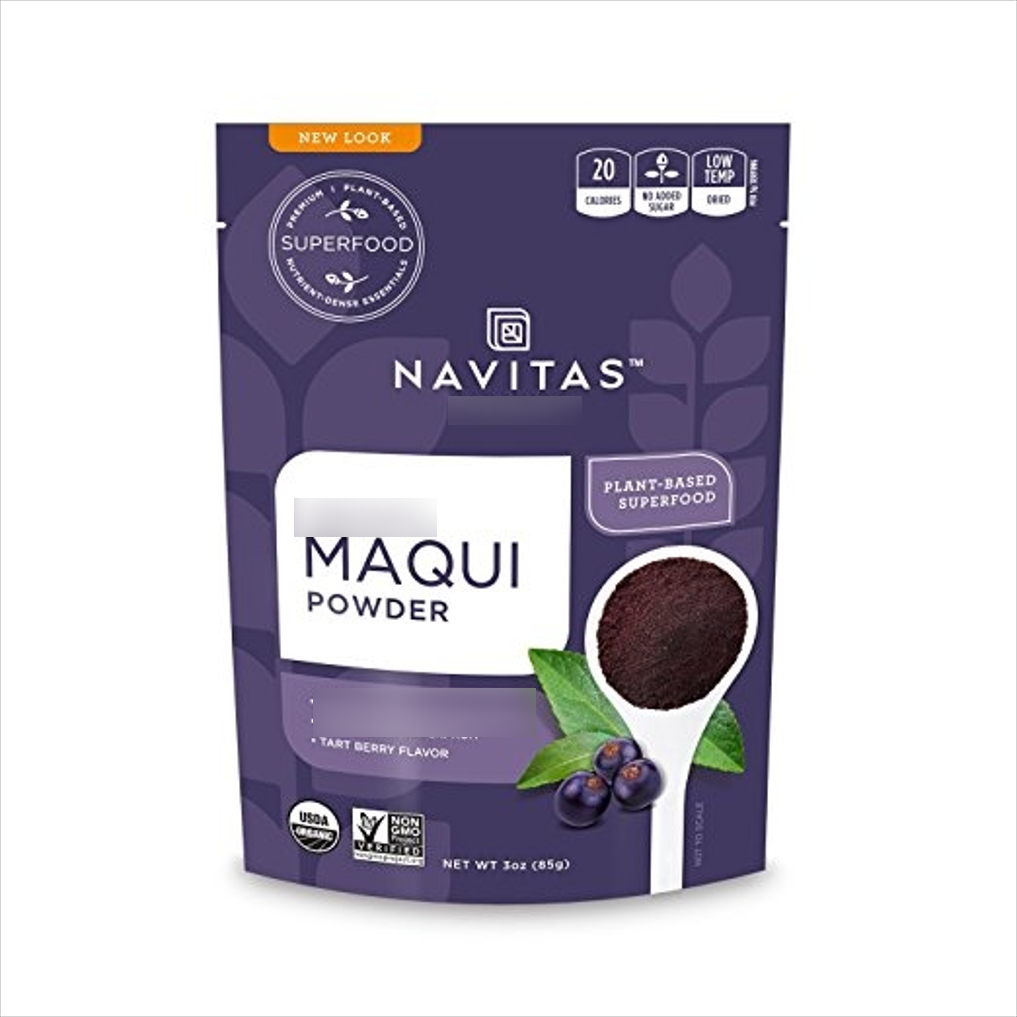 NEW LOOK
PREMIUM | PLANT-BASED
SUPERFOOD
NUTRIENT-DENSE ESSENTIALS
20
CALORIES
NO ADDED
SUGAR
LOW
TEMP
DRIED
NAVITAS™
PLANT-BASED
SUPERFOOD
MAQUI
POWDER
• TART BERRY FLAVOR
USDA
ORGANIC
NON
GMO
Project
VERIFIED
nongmoproject.org
NET WT 3oz (85g)
NOT TO SCALE